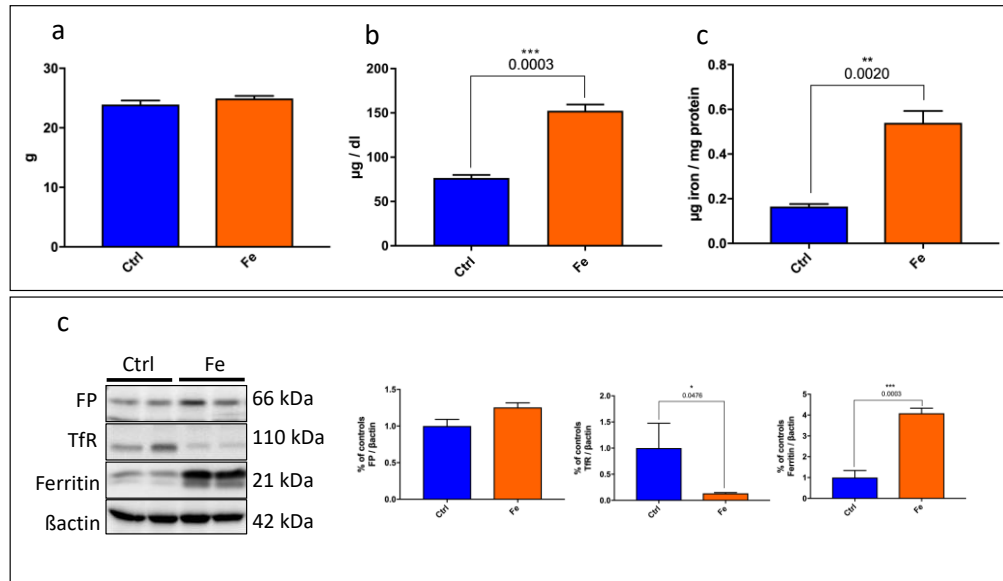 a
g
30
20
10
0
Ctrl
Fe
b
µg / dl
200
150
100
50
0
***
0.0003
Ctrl
Fe
c
µg iron / mg protein
0.8
0.6
0.4
0.2
0.0
**
0.0020
Ctrl
Fe
c
Ctrl Fe
FP 66 kDa
TfR 110 kDa
Ferritin 21 kDa
ßactin 42 kDa
% of controls
FP / βactin
1.5
1.0
0.5
0.0
Ctrl
Fe
% of controls
TfR / βactin
2.0
1.5
1.0
0.5
0.0
*
0.0476
Ctrl
Fe
% of controls
Ferritin / βactin
5
4
3
2
1
0
***
0.0003
Ctrl
Fe